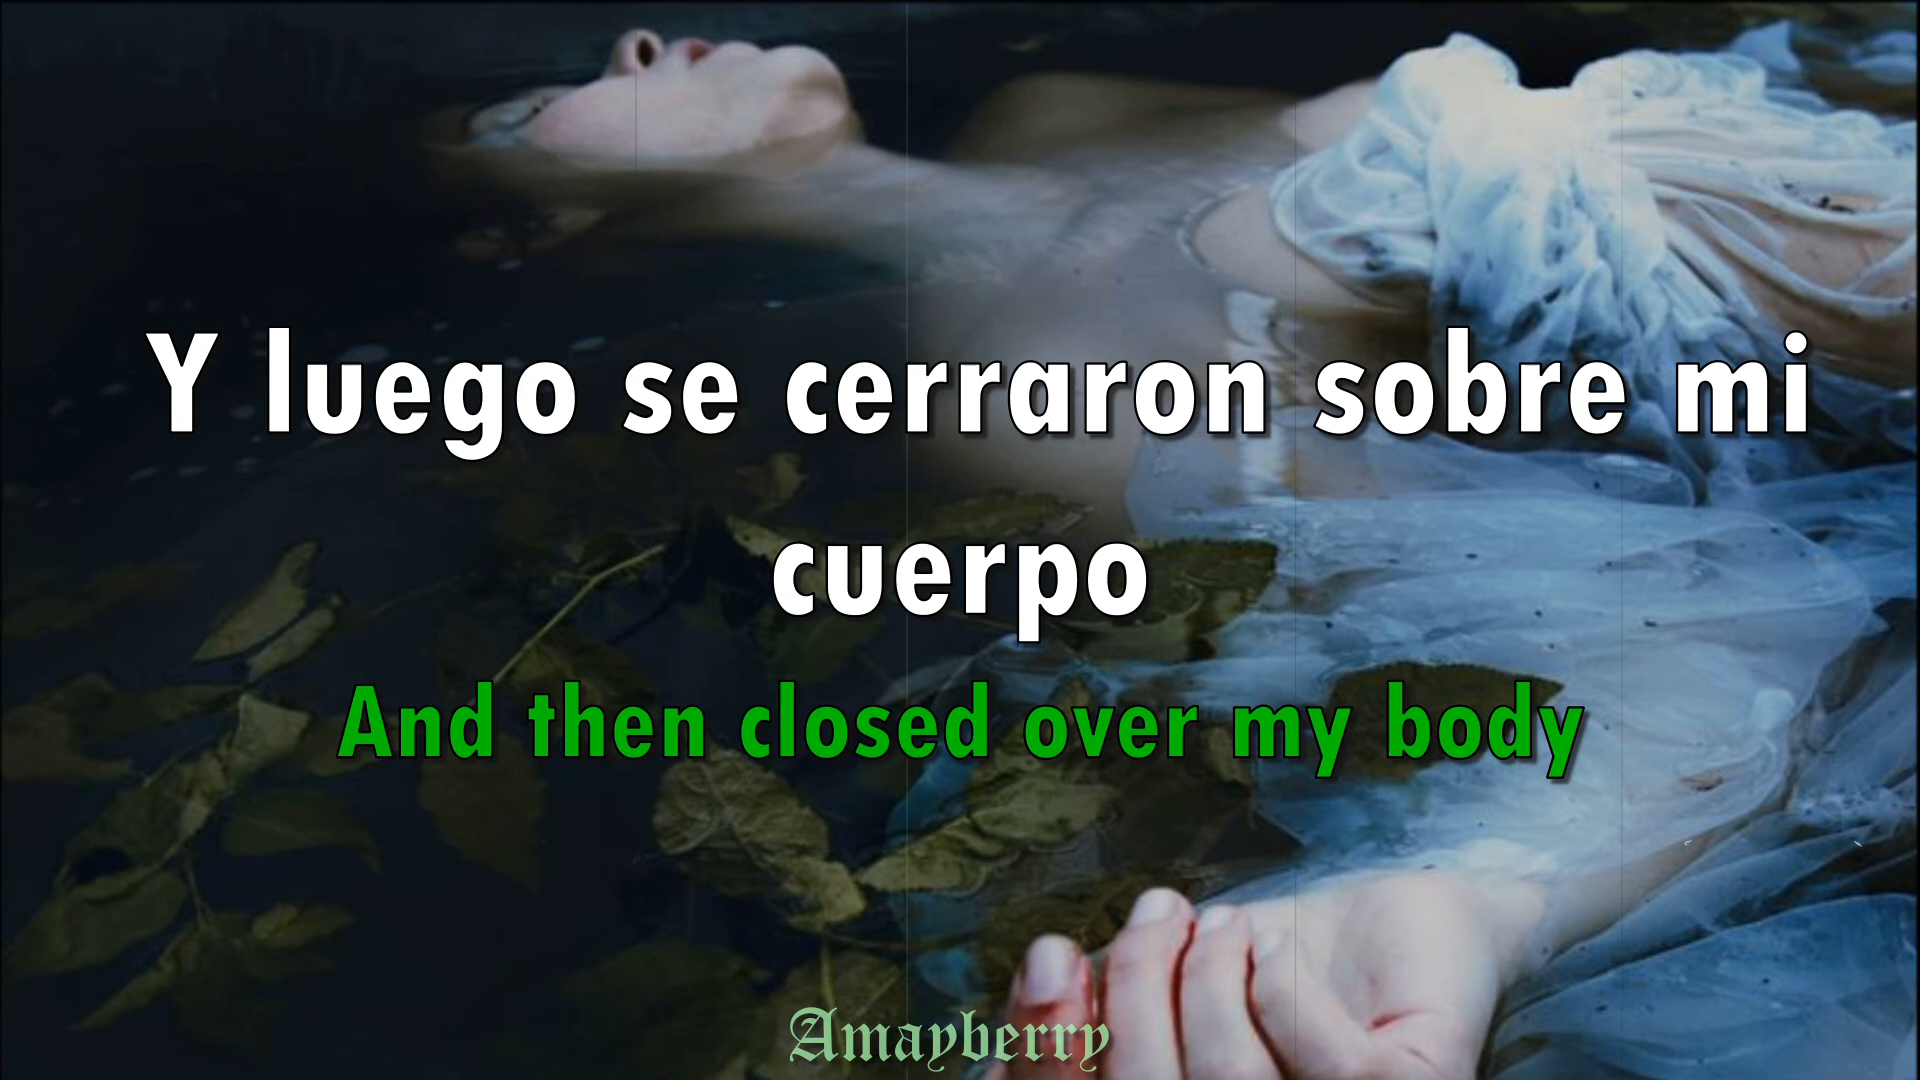 Y luego se cerraron sobre mi
cuerpo
And then closed over my body
Amayberry